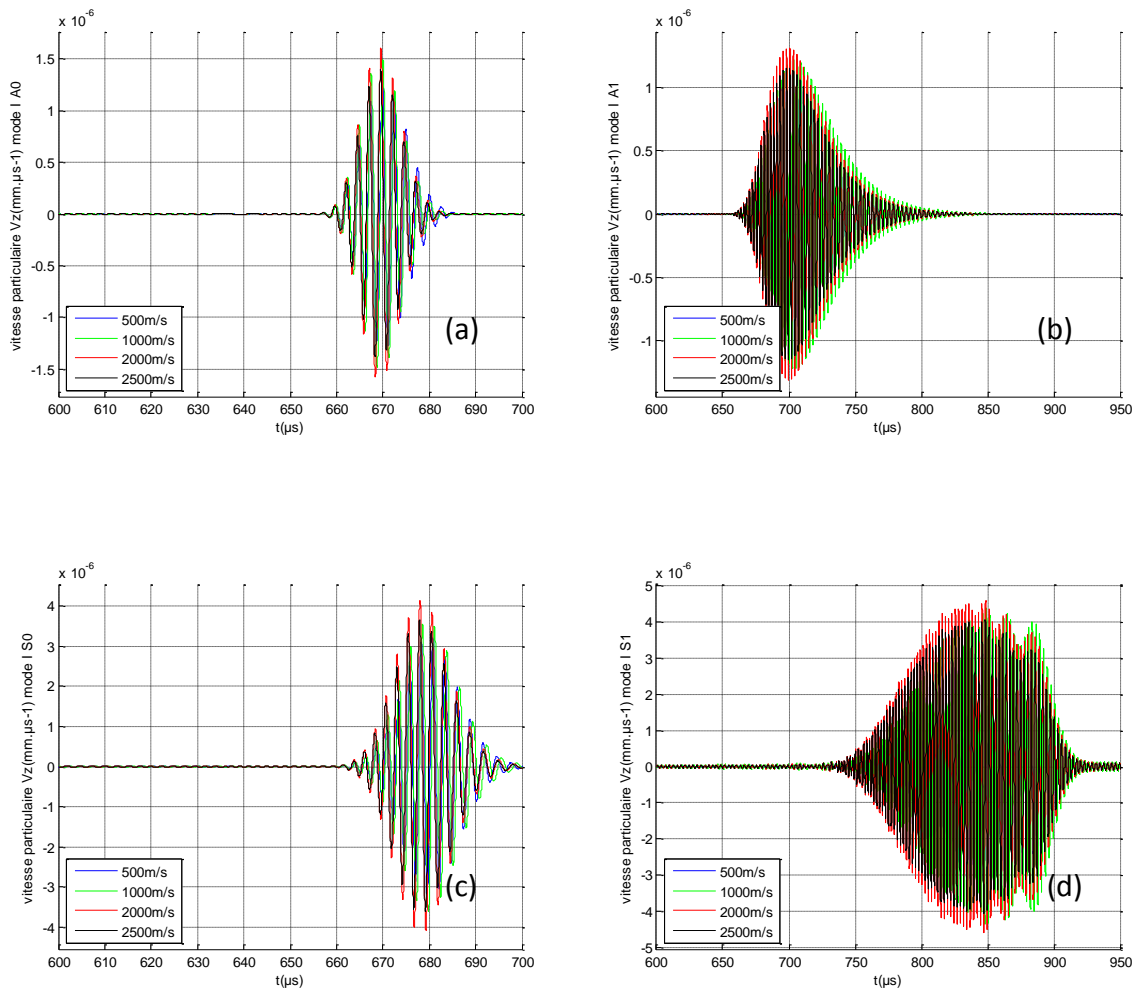 x 10-6
1.5
1
0.5
0
-0.5
-1
-1.5
vitesse particulaire Vz(mm.µs-1) mode l A0
500m/s
1000m/s
2000m/s
2500m/s
(a)
600 610 620 630 640 650 660 670 680 690 700
t(µs)
x 10-6
1
0.5
0
-0.5
-1
vitesse particulaire Vz(mm.µs-1) mode l A1
500m/s
1000m/s
2000m/s
2500m/s
(b)
600 650 700 750 800 850 900 950
t(µs)
x 10-6
4
3
2
1
0
-1
-2
-3
-4
vitesse particulaire Vz(mm.µs-1) mode l S0
500m/s
1000m/s
2000m/s
2500m/s
(c)
600 610 620 630 640 650 660 670 680 690 700
t(µs)
x 10-6
5
4
3
2
1
0
-1
-2
-3
-4
-5
vitesse particulaire Vz(mm.µs-1) mode l S1
500m/s
1000m/s
2000m/s
2500m/s
(d)
600 650 700 750 800 850 900 950
t(µs)